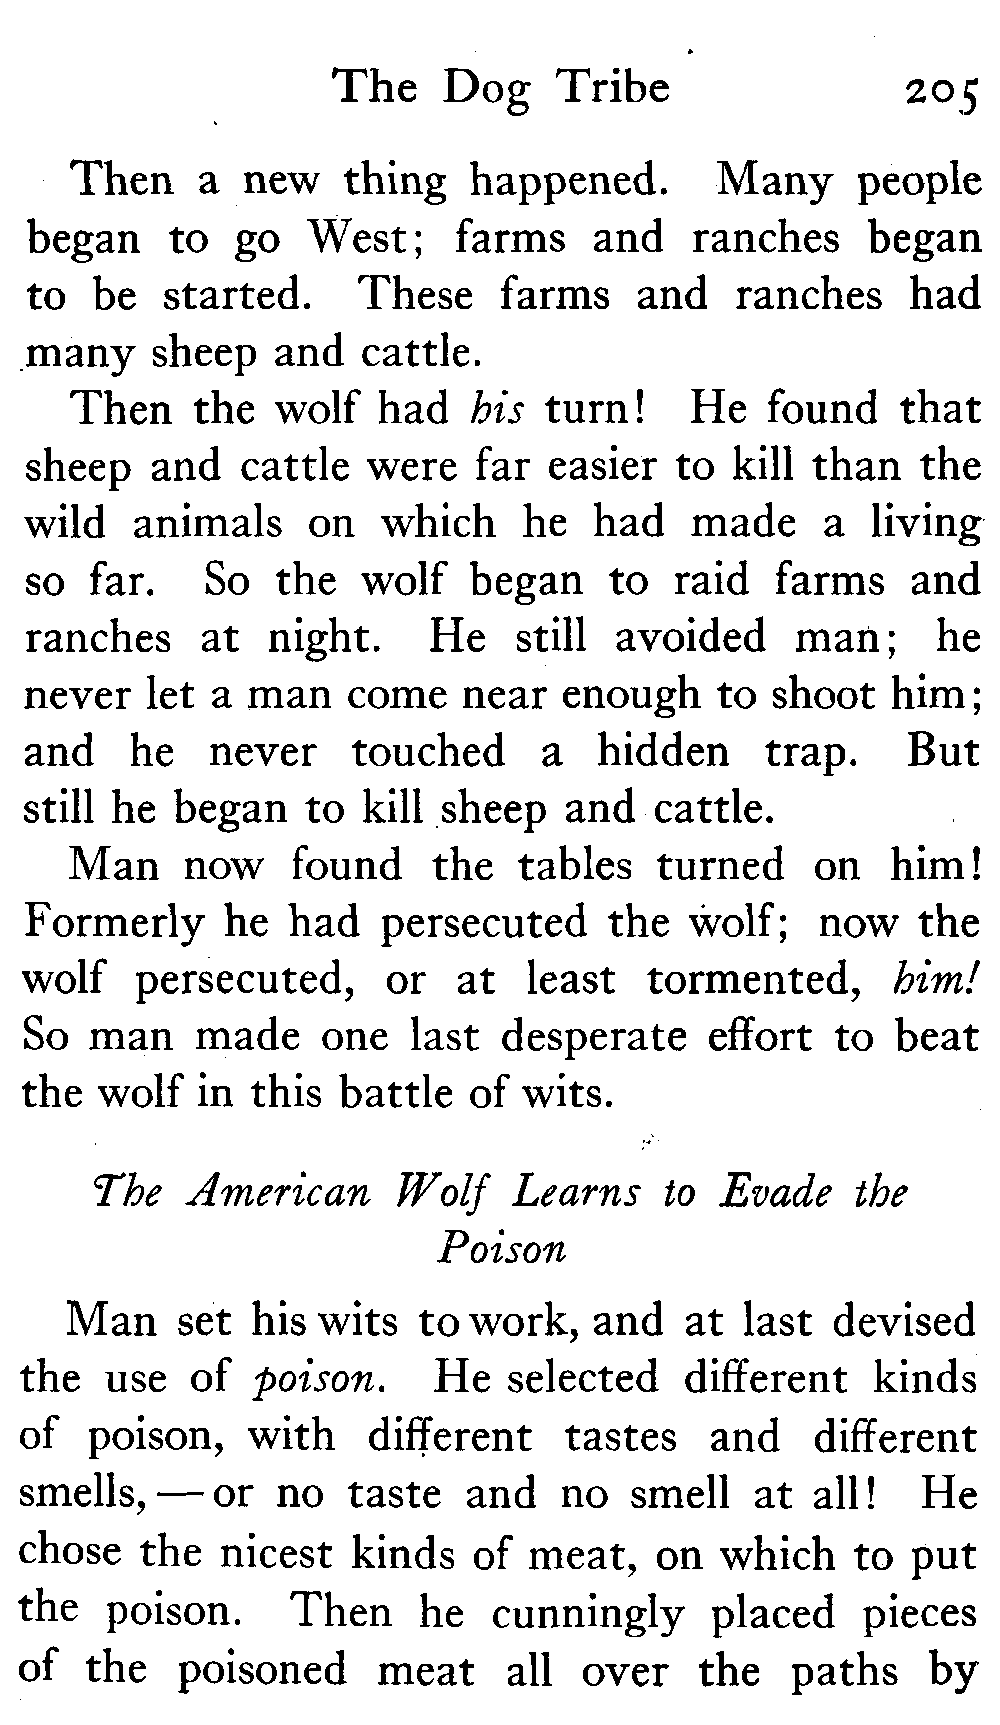 The Dog Tribe 205
Then a new thing happened. Many people
began to go West; farms and ranches began
to be started. These farms and ranches had
many sheep and cattle.
Then the wolf had his turn! He found that
sheep and cattle were far easier to kill than the
wild animals on which he had made a living
so far. So the wolf began to raid farms and
ranches at night. He still avoided man; he
never let a man come near enough to shoot him;
and he never touched a hidden trap. But
still he began to kill sheep and cattle.
Man now found the tables turned on him!
Formerly he had persecuted the wolf; now the
wolf persecuted, or at least tormented, him!
So man made one last desperate effort to beat
the wolf in this battle of wits.
The American Wolf Learns to Evade the
Poison
Man set his wits to work, and at last devised
the use of poison. He selected different kinds
of poison, with different tastes and different
smells, — or no taste and no smell at all! He
chose the nicest kinds of meat, on which to put
the poison. Then he cunningly placed pieces
of the poisoned meat all over the paths by